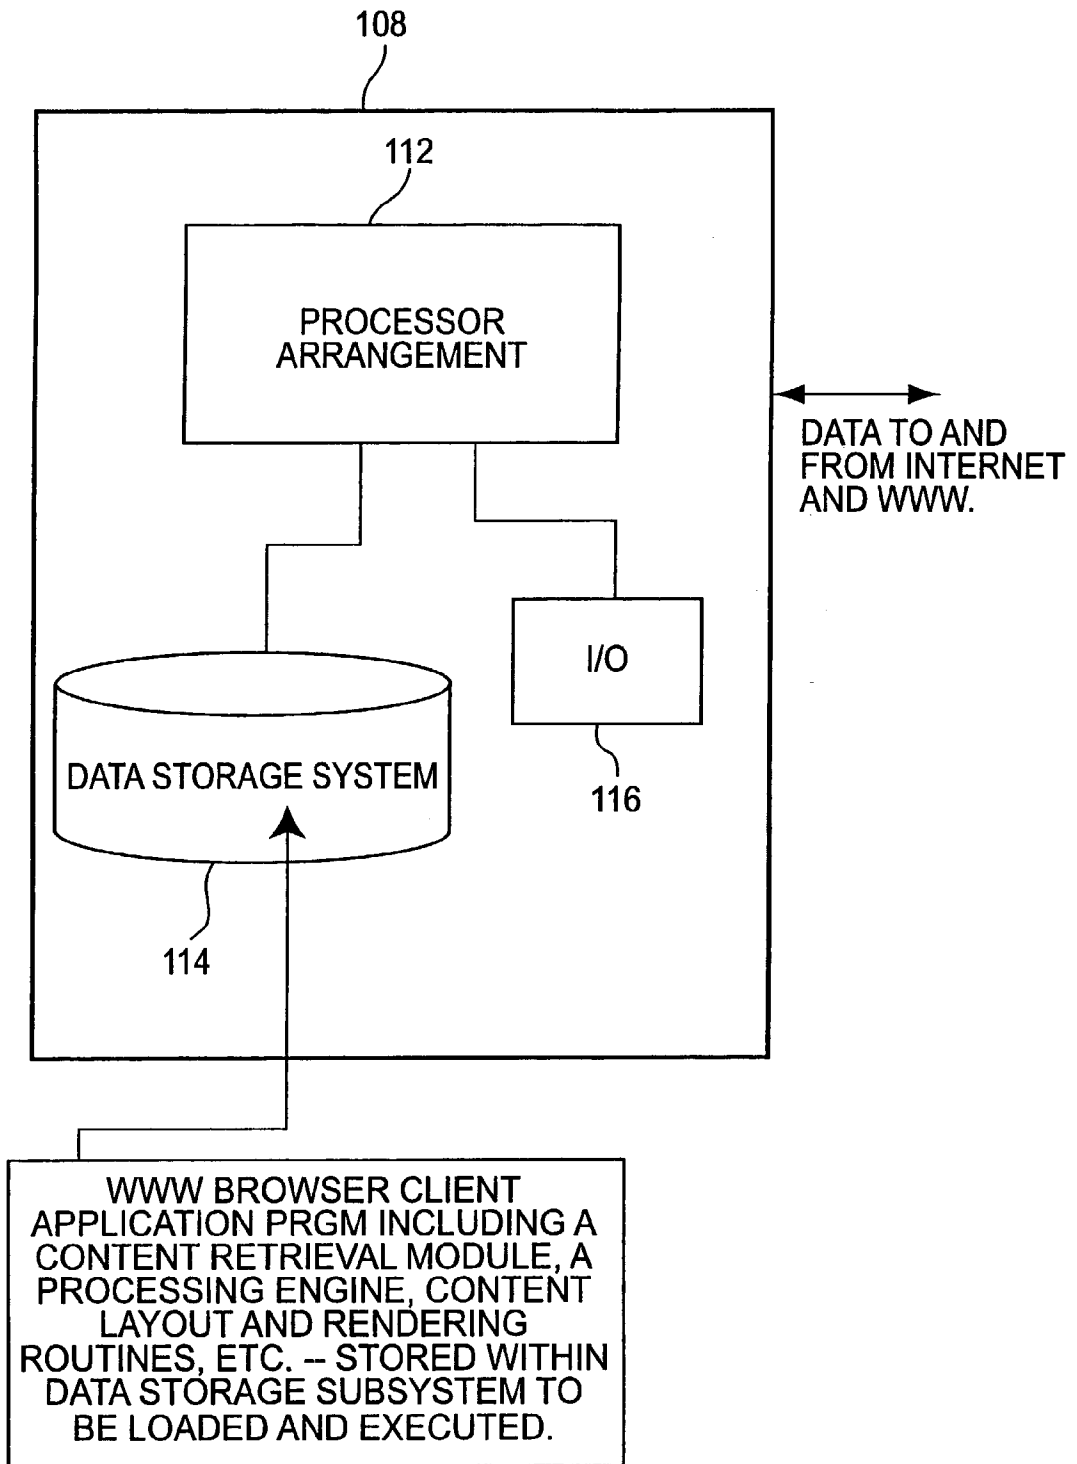 108
112
PROCESSOR
ARRANGEMENT
DATA TO AND
FROM INTERNET
AND WWW.
I/O
DATA STORAGE SYSTEM
116
114
WWW BROWSER CLIENT
APPLICATION PRGM INCLUDING A
CONTENT RETRIEVAL MODULE, A
PROCESSING ENGINE, CONTENT
LAYOUT AND RENDERING
ROUTINES, ETC. -- STORED WITHIN
DATA STORAGE SUBSYSTEM TO
BE LOADED AND EXECUTED.